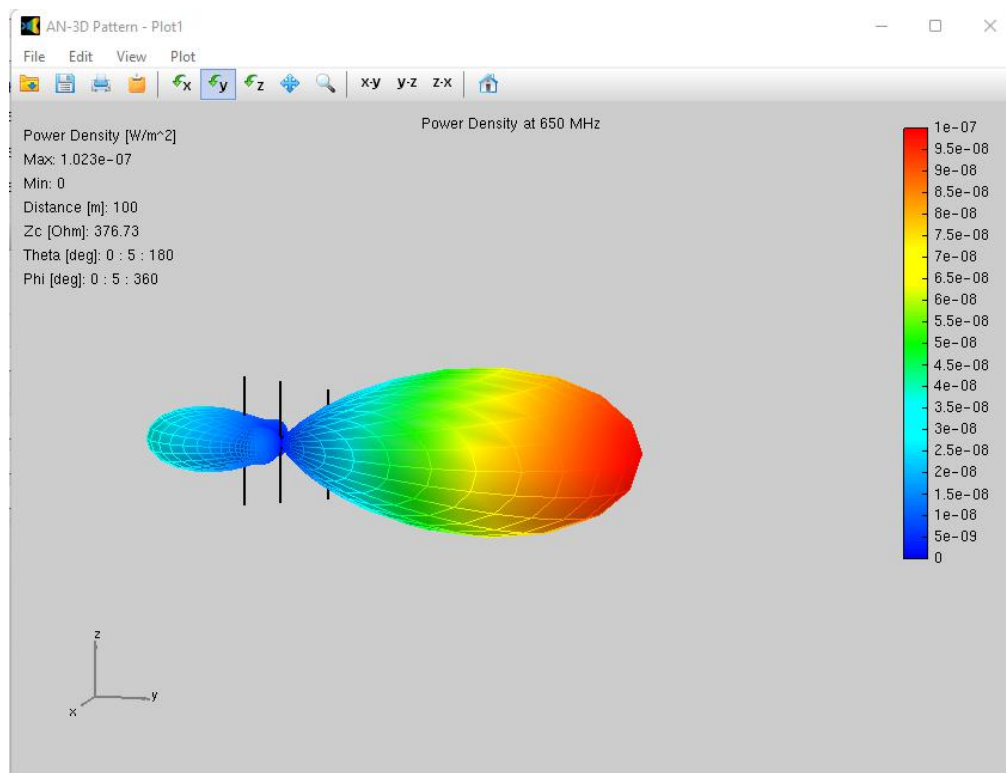 AN-3D Pattern - Plot1
File Edit View Plot
x y z x-y y-z z-x
Power Density at 650 MHz
Power Density [W/m^2]
Max: 1.023e-07
Min: 0
Distance [m]: 100
Zc [Ohm]: 376.73
Theta [deg]: 0 : 5 : 180
Phi [deg]: 0 : 5 : 360
1e-07
9.5e-08
9e-08
8.5e-08
8e-08
7.5e-08
7e-08
6.5e-08
6e-08
5.5e-08
5e-08
4.5e-08
4e-08
3.5e-08
3e-08
2.5e-08
2e-08
1.5e-08
1e-08
5e-09
0
z
y
x